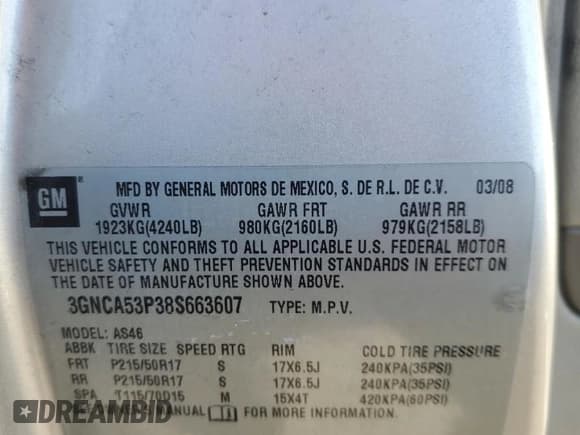 GM
MFD BY GENERAL MOTORS DE MEXICO, S. DE R.L. DE C.V. 03/08
GVWR GAWR FRT GAWR RR
1923KG(4240LB) 980KG(2160LB) 979KG(2158LB)
THIS VEHICLE CONFORMS TO ALL APPLICABLE U.S. FEDERAL MOTOR
VEHICLE SAFETY AND THEFT PREVENTION STANDARDS IN EFFECT ON
THE DATE OF MANUFACTURE SHOWN ABOVE.
3GNCA53P38S663607 TYPE: M.P.V.
MODEL: AS46
ABBK TIRE SIZE SPEED RTG RIM COLD TIRE PRESSURE
FRT P215/50R17 S 17X6.5J 240KPA(35PSI)
RR P215/50R17 S 17X6.5J 240KPA(35PSI)
SPA T115/70D15 M 15X4T 420KPA(60PSI)
MANUAL FOR MORE INFORMATION
DREAMBID